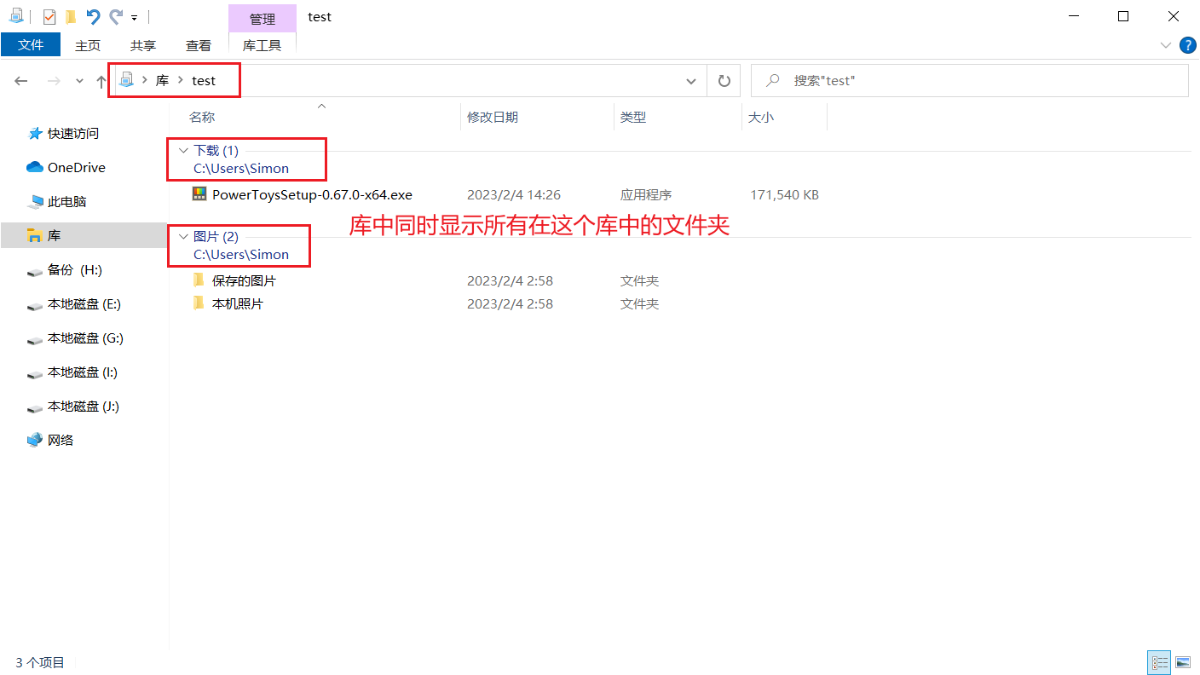 管理
test
文件
主页
共享
查看
库工具
库
test
搜索"test"
名称
修改日期
类型
大小
快速访问
OneDrive
此电脑
库
备份 (H:)
本地磁盘 (E:)
本地磁盘 (G:)
本地磁盘 (I:)
本地磁盘 (J:)
网络
下载 (1)
C:\Users\Simon
PowerToysSetup-0.67.0-x64.exe 2023/2/4 14:26 应用程序 171,540 KB
库中同时显示所有在这个库中的文件夹
图片 (2)
C:\Users\Simon
保存的图片 2023/2/4 2:58 文件夹
本机照片 2023/2/4 2:58 文件夹
3 个项目